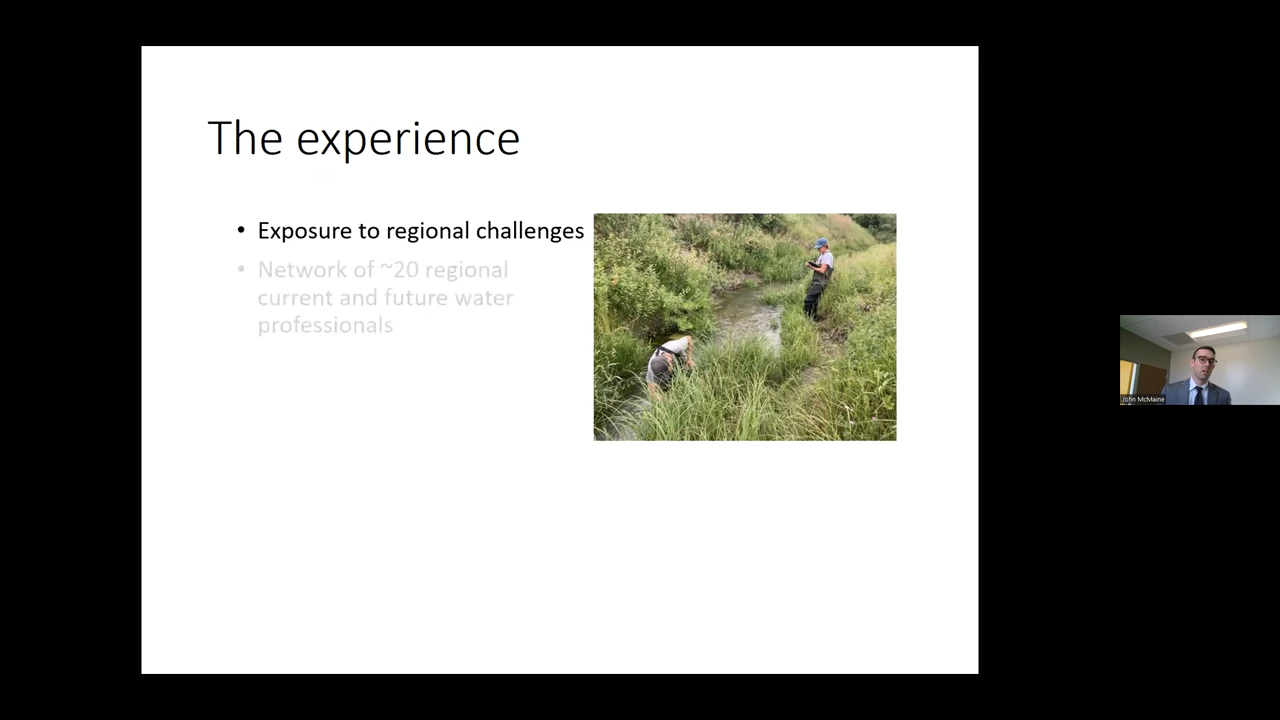 The experience
• Exposure to regional challenges
• Network of ~20 regional
current and future water
professionals
John McMaine